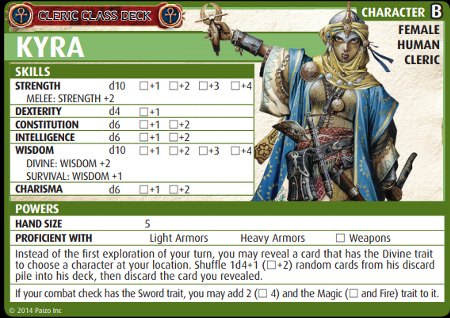 CLERIC CLASS DECK
CHARACTER B
KYRA
FEMALE
HUMAN
CLERIC
SKILLS
STRENGTH d10 □+1 □+2 □+3 □+4
MELEE: STRENGTH +2
DEXTERITY d4 □+1
CONSTITUTION d6 □+1 □+2
INTELLIGENCE d6 □+1 □+2
WISDOM d10 □+1 □+2 □+3 □+4
DIVINE: WISDOM +2
SURVIVAL: WISDOM +1
CHARISMA d6 □+1 □+2
POWERS
HAND SIZE 5
PROFICIENT WITH Light Armors Heavy Armors □ Weapons
Instead of the first exploration of your turn, you may reveal a card that has the Divine trait
to choose a character at your location. Shuffle 1d4+1 (□+2) random cards from his discard
pile into his deck, then discard the card you revealed.
If your combat check has the Sword trait, you may add 2 (□ 4) and the Magic (□ and Fire) trait to it.
© 2014 Paizo Inc